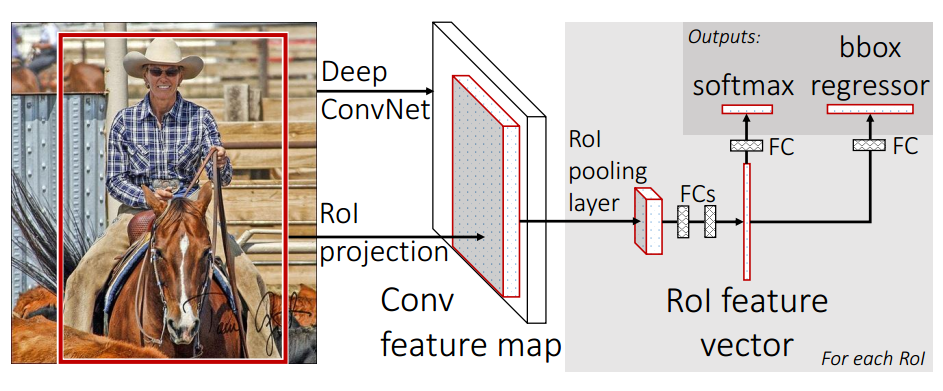 Deep
ConvNet
RoI
projection
Conv
feature map
RoI
pooling
layer
FCs
RoI feature
vector
For each RoI
Outputs:
softmax
bbox
regressor
FC
FC